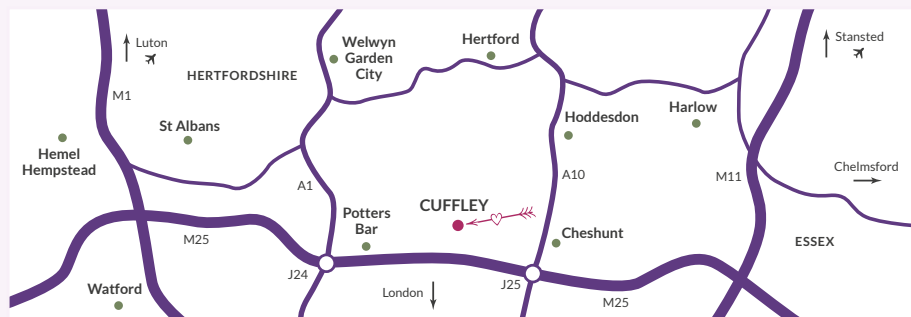 Luton
Welwyn
Garden
City
Hertford
Stansted
HERTFORDSHIRE
M1
Hoddesdon
Harlow
St Albans
Hemel
Hempstead
Chelmsford
A1
A10
M11
CUFFLEY
Potters
Bar
Cheshunt
M25
ESSEX
J24
J25
Watford
London
M25